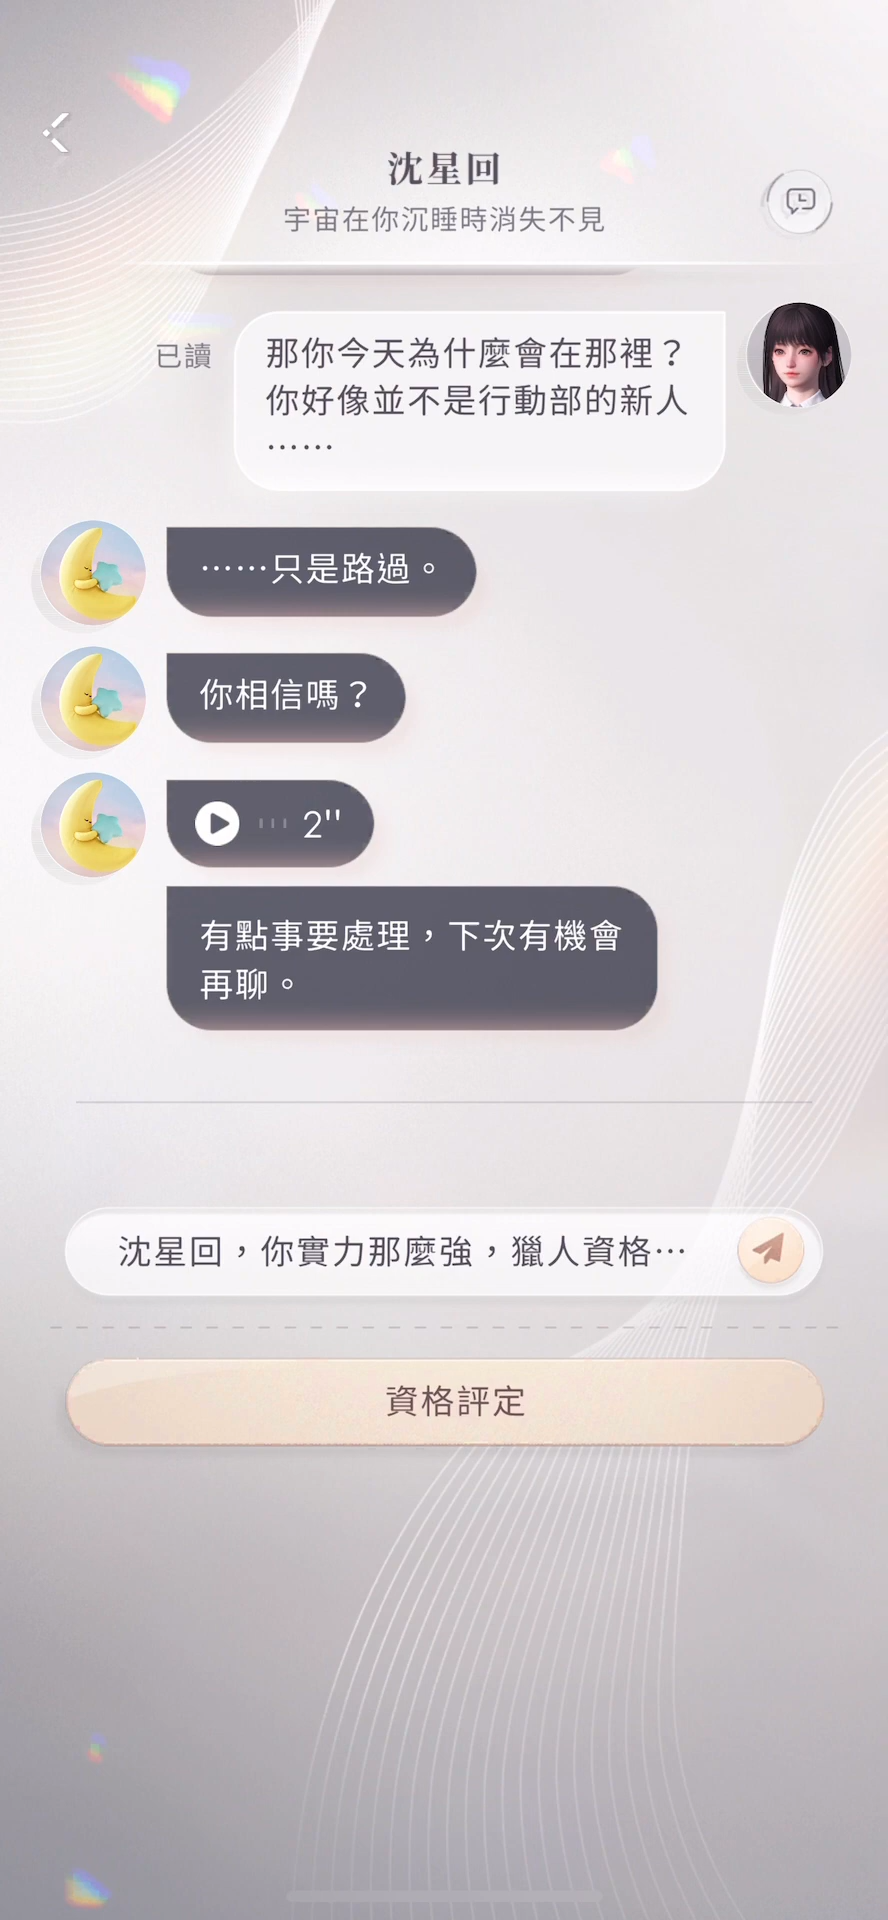 沈星回
宇宙在你沉睡時消失不見
已讀
那你今天為什麼會在那裡？
你好像並不是行動部的新人
⋯⋯
⋯⋯只是路過。
你相信嗎？
2''
有點事要處理，下次有機會
再聊。
沈星回，你實力那麼強，獵人資格⋯
資格評定